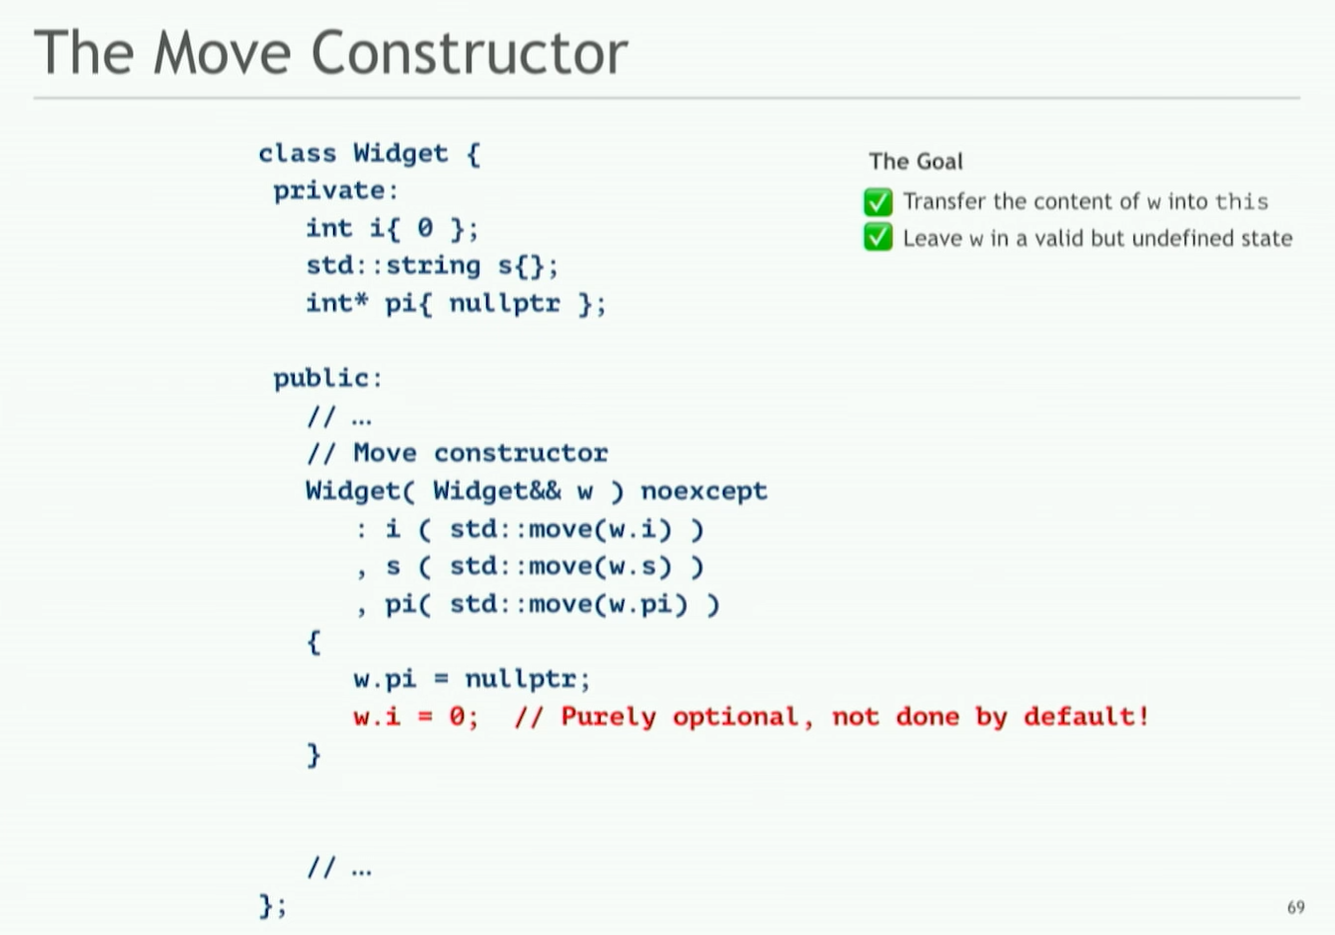 The Move Constructor
class Widget {
private:
int i{ 0 };
std::string s{};
int* pi{ nullptr };
public:
// …
// Move constructor
Widget( Widget&& w ) noexcept
: i ( std::move(w.i) )
, s ( std::move(w.s) )
, pi( std::move(w.pi) )
{
w.pi = nullptr;
w.i = 0;  // Purely optional, not done by default!
}
// …
};
The Goal
✅ Transfer the content of w into this
✅ Leave w in a valid but undefined state
69